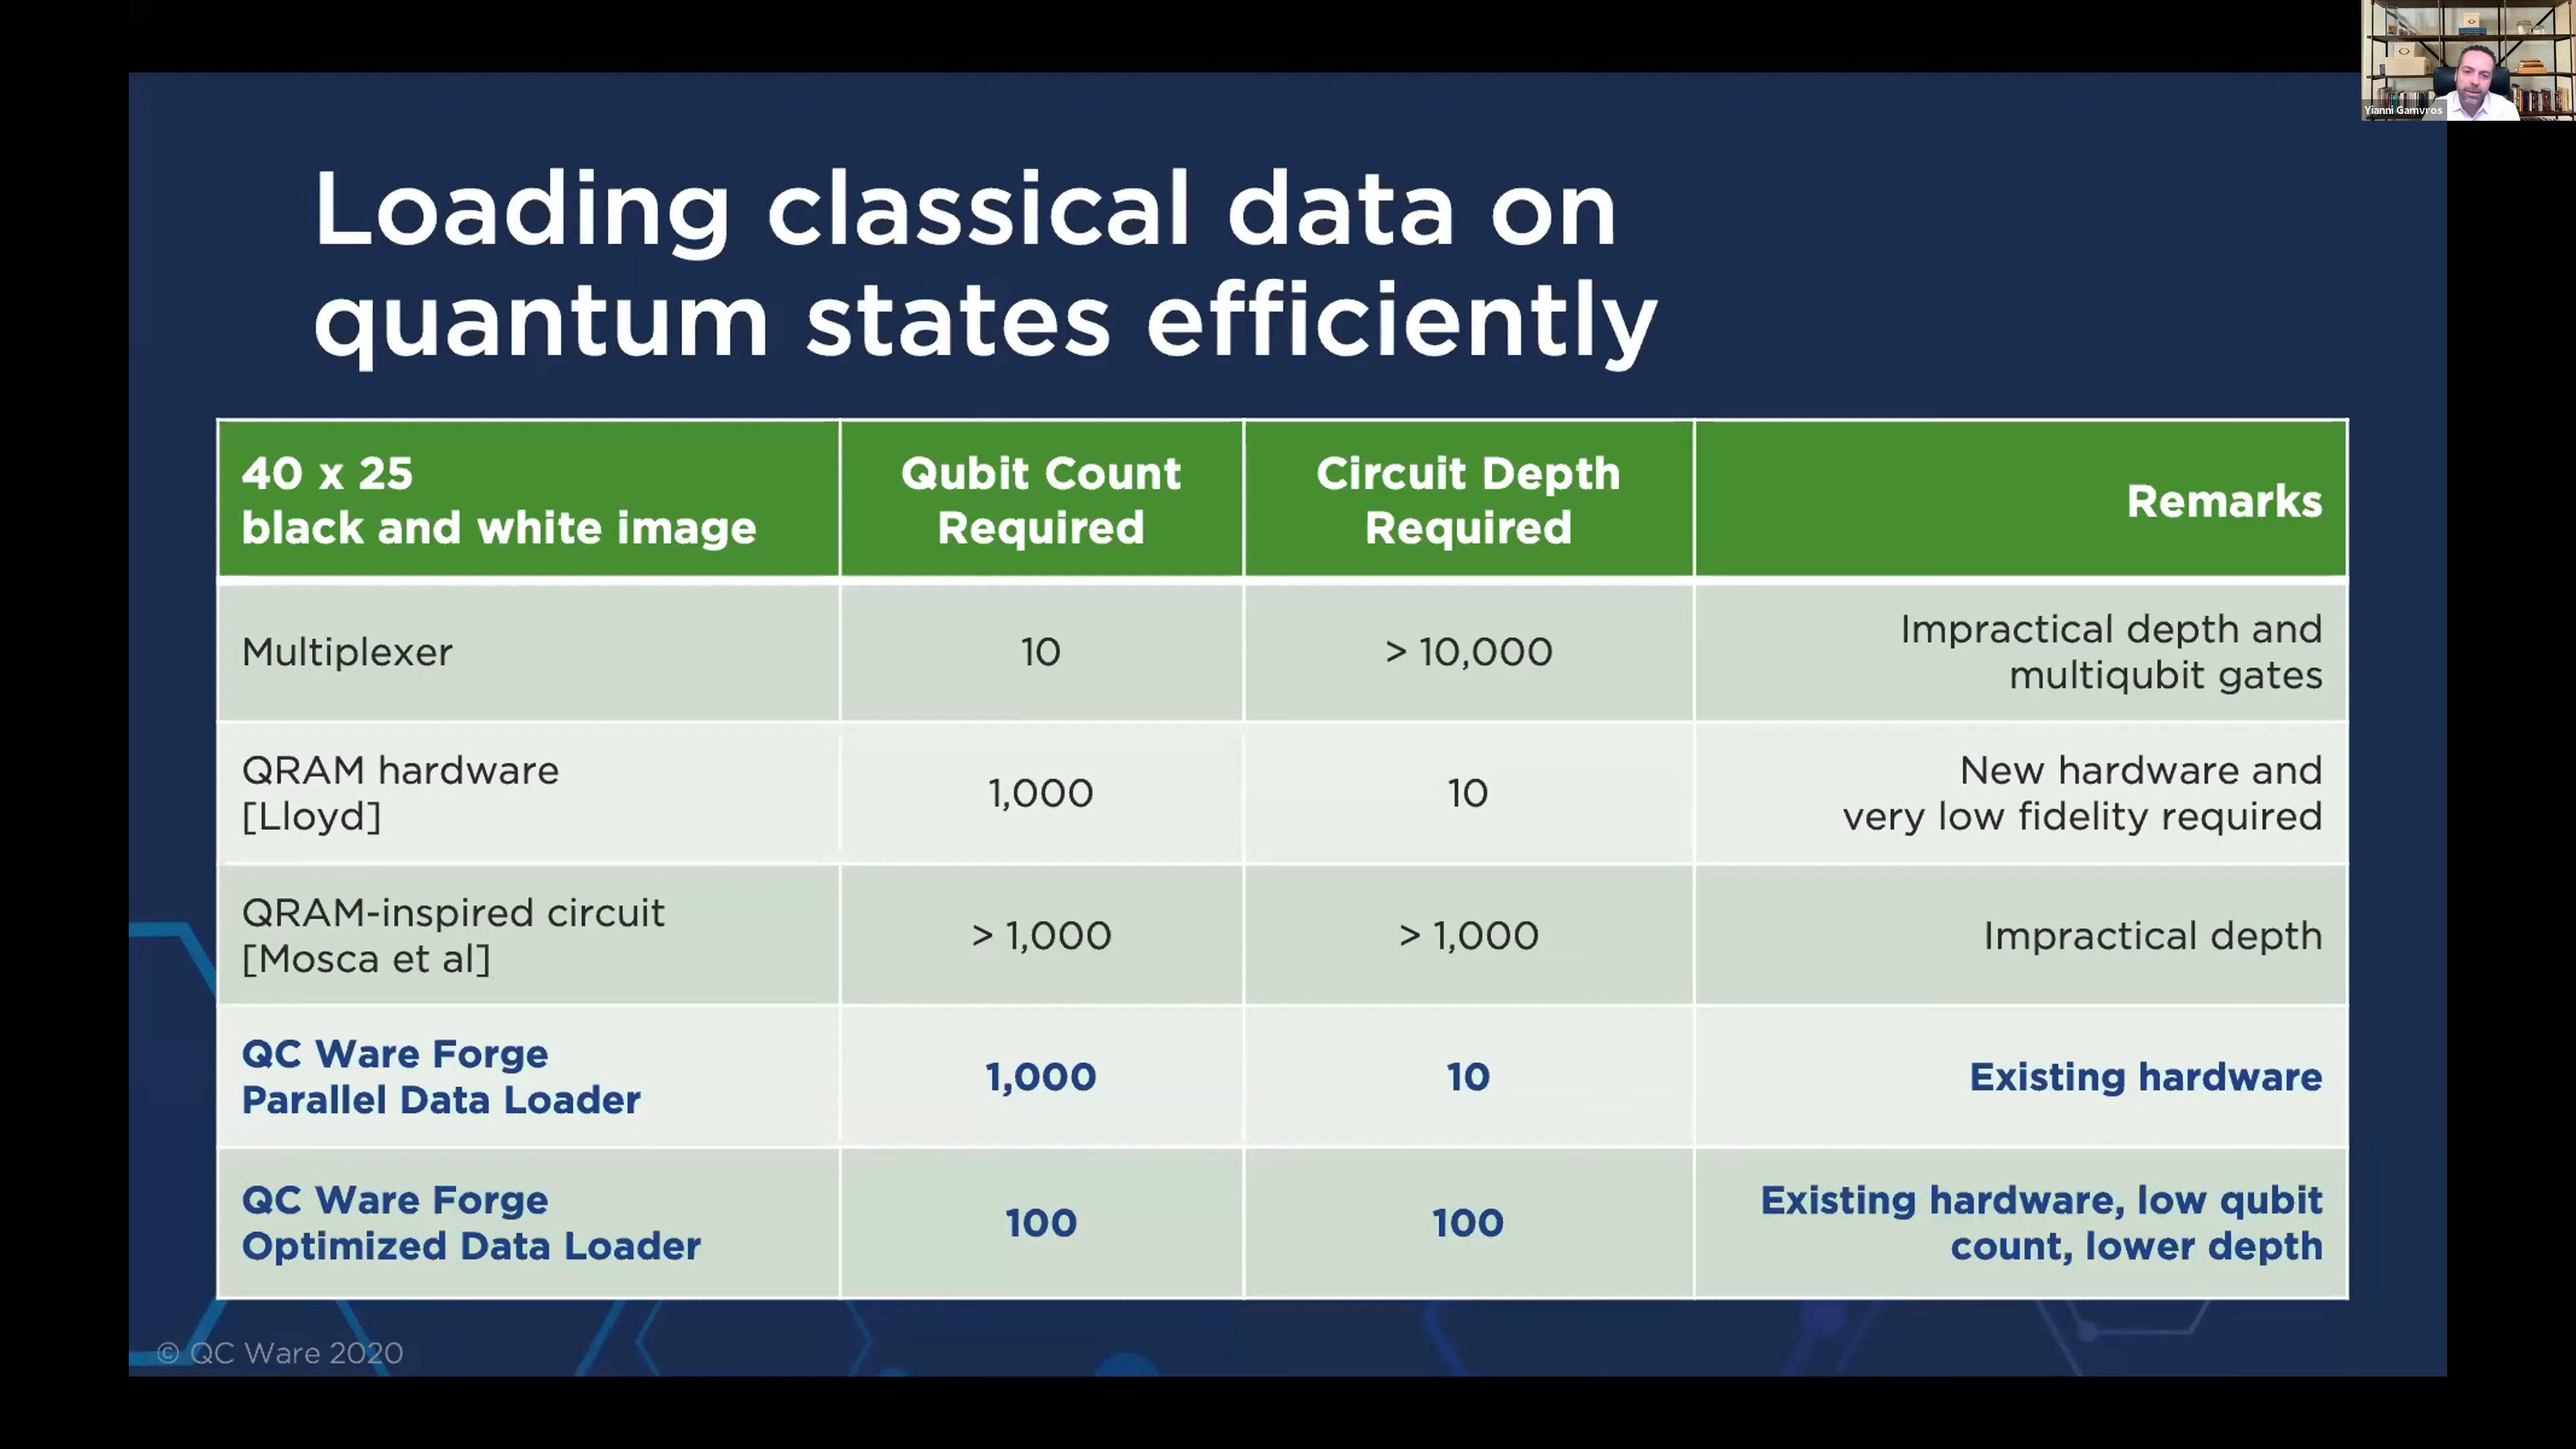 Yianni Gamvros
Loading classical data on
quantum states efficiently
40 x 25
black and white image
Qubit Count
Required
Circuit Depth
Required
Remarks
Multiplexer
10
> 10,000
Impractical depth and
multiqubit gates
QRAM hardware
[Lloyd]
1,000
10
New hardware and
very low fidelity required
QRAM-inspired circuit
[Mosca et al]
> 1,000
> 1,000
Impractical depth
QC Ware Forge
Parallel Data Loader
1,000
10
Existing hardware
QC Ware Forge
Optimized Data Loader
100
100
Existing hardware, low qubit
count, lower depth
© QC Ware 2020